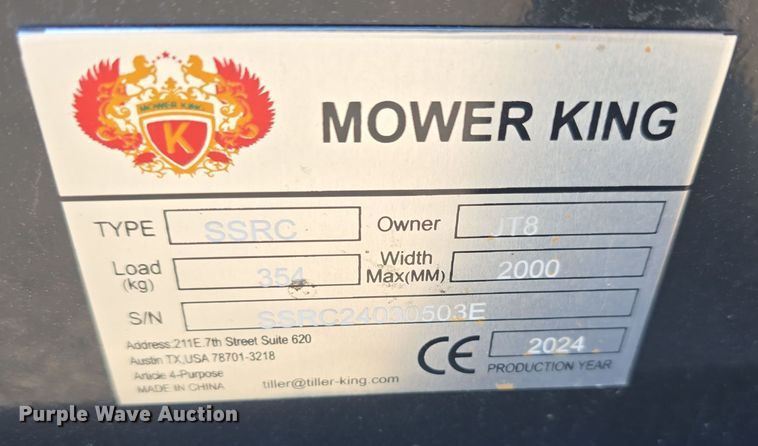 MOWER KING
K
MOWER KING
TYPE SSRC Owner JT8
Load (kg) 354 Width Max(MM) 2000
S/N SSRC24030503E
Address:211E.7th Street Suite 620
Austin TX,USA 78701-3218
Article 4-Purpose
MADE IN CHINA
tiller@tiller-king.com
CE
2024
PRODUCTION YEAR
Purple Wave Auction